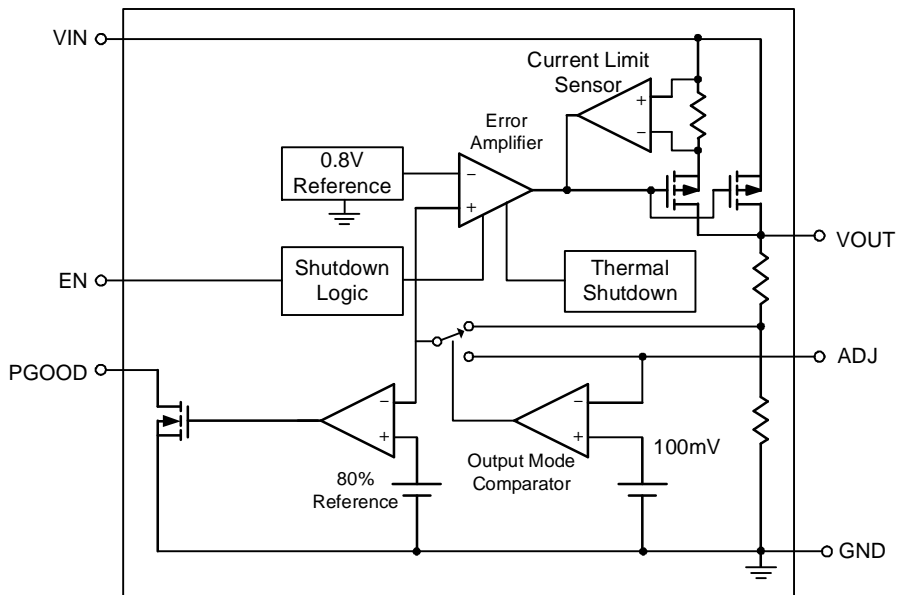 VIN
Current Limit
Sensor
+
−
Error
Amplifier
0.8V
Reference
−
+
VOUT
EN
Shutdown
Logic
Thermal
Shutdown
ADJ
PGOOD
−
+
−
+
80%
Reference
Output Mode
Comparator
100mV
GND